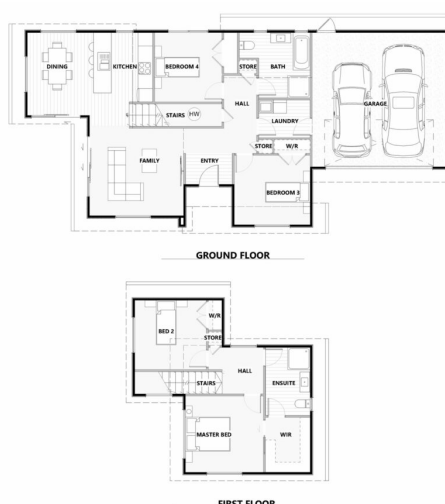 DINING
KITCHEN
BEDROOM 4
STORE
BATH
HALL
GARAGE
STAIRS
HW
LAUNDRY
STORE
W/R
FAMILY
ENTRY
BEDROOM 3
GROUND FLOOR
W/R
BED 2
STORE
HALL
ENSUITE
STAIRS
MASTER BED
WIR
FIRST FLOOR